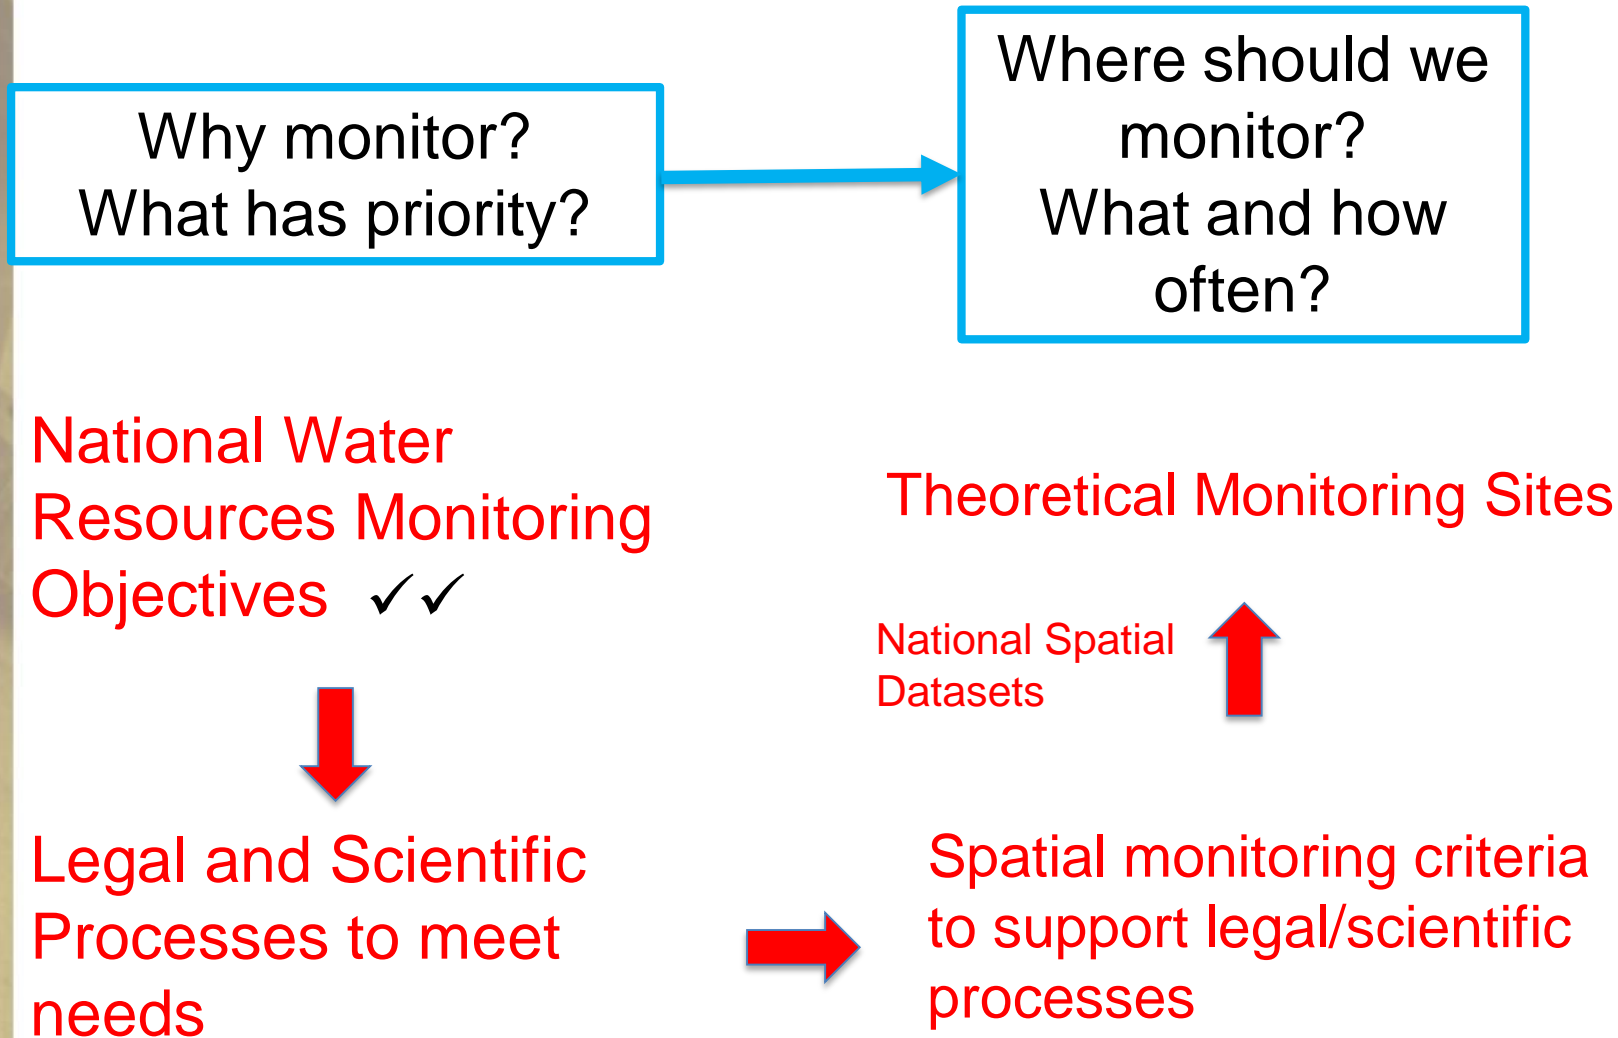 Why monitor?
What has priority?
Where should we
monitor?
What and how
often?
National Water
Resources Monitoring
Objectives ✓✓
Theoretical Monitoring Sites
National Spatial
Datasets
Legal and Scientific
Processes to meet
needs
Spatial monitoring criteria
to support legal/scientific
processes